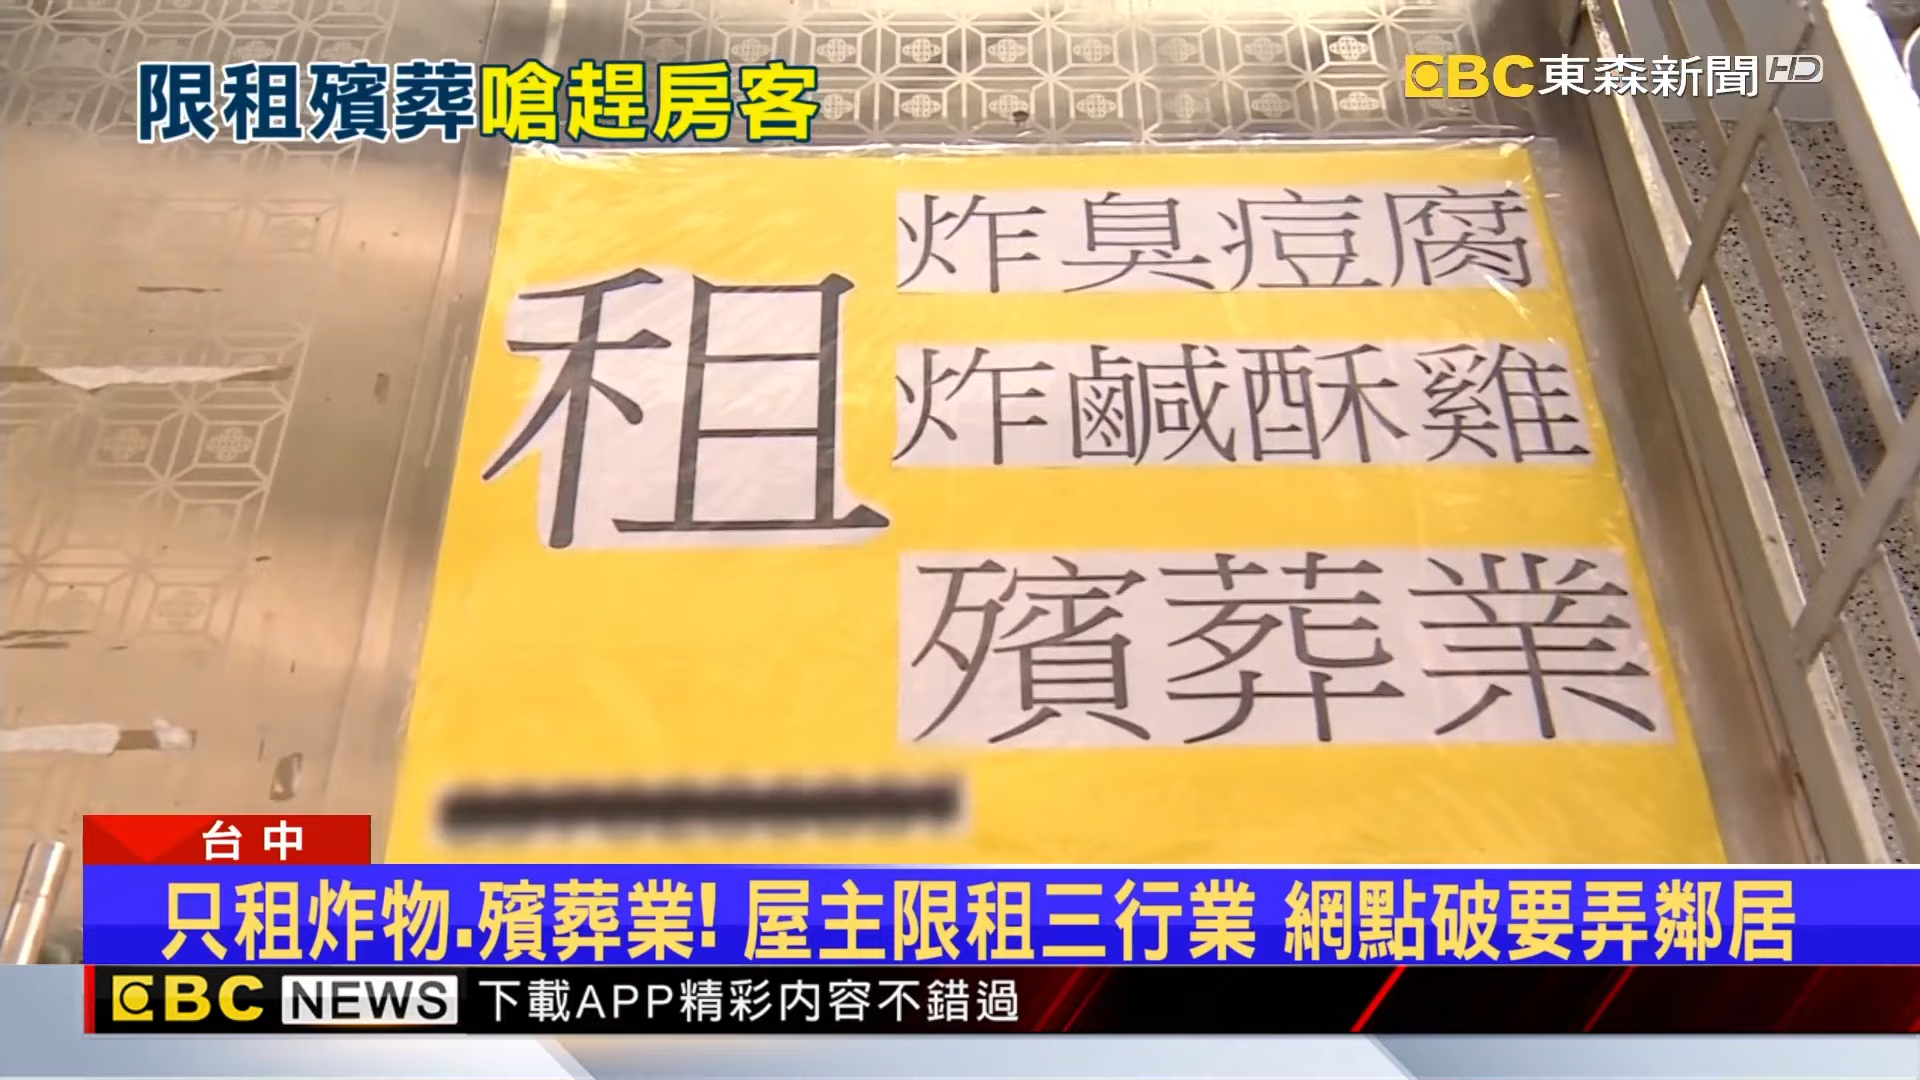 限租殯葬嗆趕房客
EBC東森新聞HD
租
炸臭痘腐
炸鹹酥雞
殯葬業
台中
只租炸物.殯葬業! 屋主限租三行業 網點破要弄鄰居
EBC NEWS 下載APP精彩內容不錯過